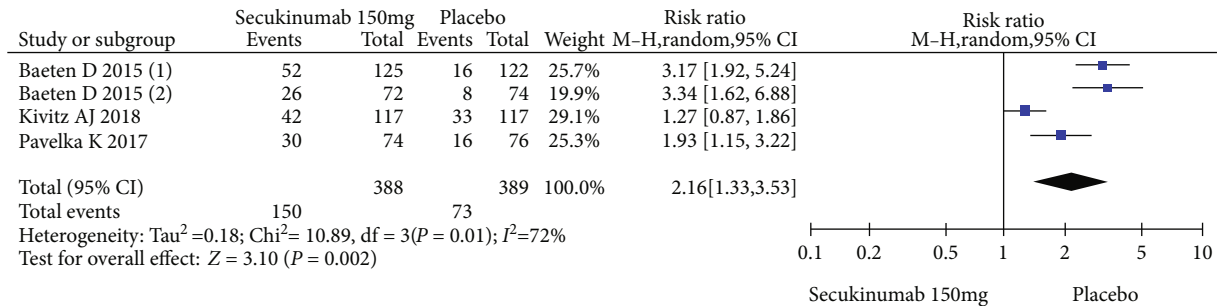 Secukinumab 150mg Placebo Risk ratio Risk ratio
Study or subgroup Events Total Events Total Weight M–H,random,95% CI M–H,random,95% CI
Baeten D 2015 (1) 52 125 16 122 25.7% 3.17 [1.92, 5.24]
Baeten D 2015 (2) 26 72 8 74 19.9% 3.34 [1.62, 6.88]
Kivitz AJ 2018 42 117 33 117 29.1% 1.27 [0.87, 1.86]
Pavelka K 2017 30 74 16 76 25.3% 1.93 [1.15, 3.22]
Total (95% CI) 388 389 100.0% 2.16[1.33,3.53]
Total events 150 73
Heterogeneity: Tau² =0.18; Chi²= 10.89, df = 3(P = 0.01); I²=72%
Test for overall effect: Z = 3.10 (P = 0.002)
0.1 0.2 0.5 1 2 5 10
Secukinumab 150mg Placebo